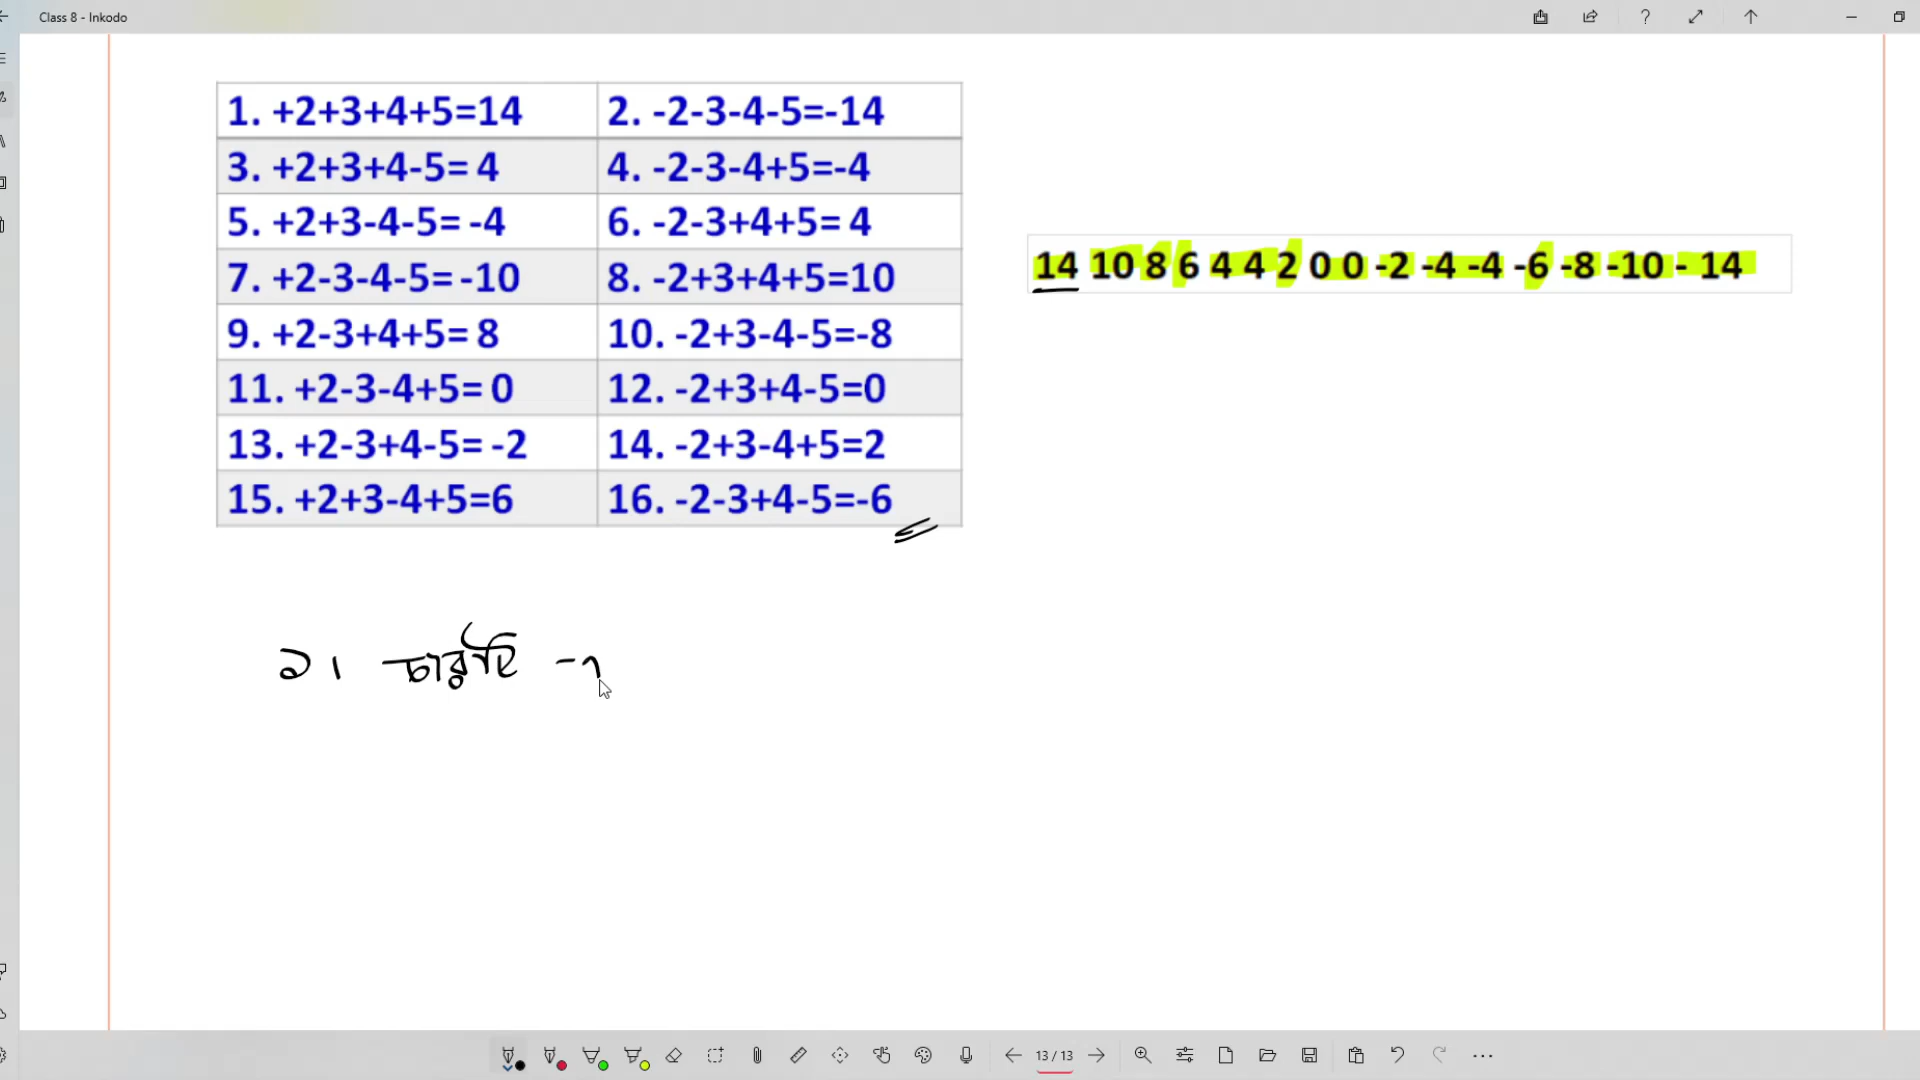 Class 8 - Inkodo
1. +2+3+4+5=14
2. -2-3-4-5=-14
3. +2+3+4-5= 4
4. -2-3-4+5=-4
5. +2+3-4-5= -4
6. -2-3+4+5= 4
7. +2-3-4-5= -10
8. -2+3+4+5=10
9. +2-3+4+5= 8
10. -2+3-4-5=-8
11. +2-3-4+5= 0
12. -2+3+4-5=0
13. +2-3+4-5= -2
14. -2+3-4+5=2
15. +2+3-4+5=6
16. -2-3+4-5=-6
14 10 8 6 4 4 2 0 0 -2 -4 -4 -6 -8 -10 - 14
১।
13 / 13